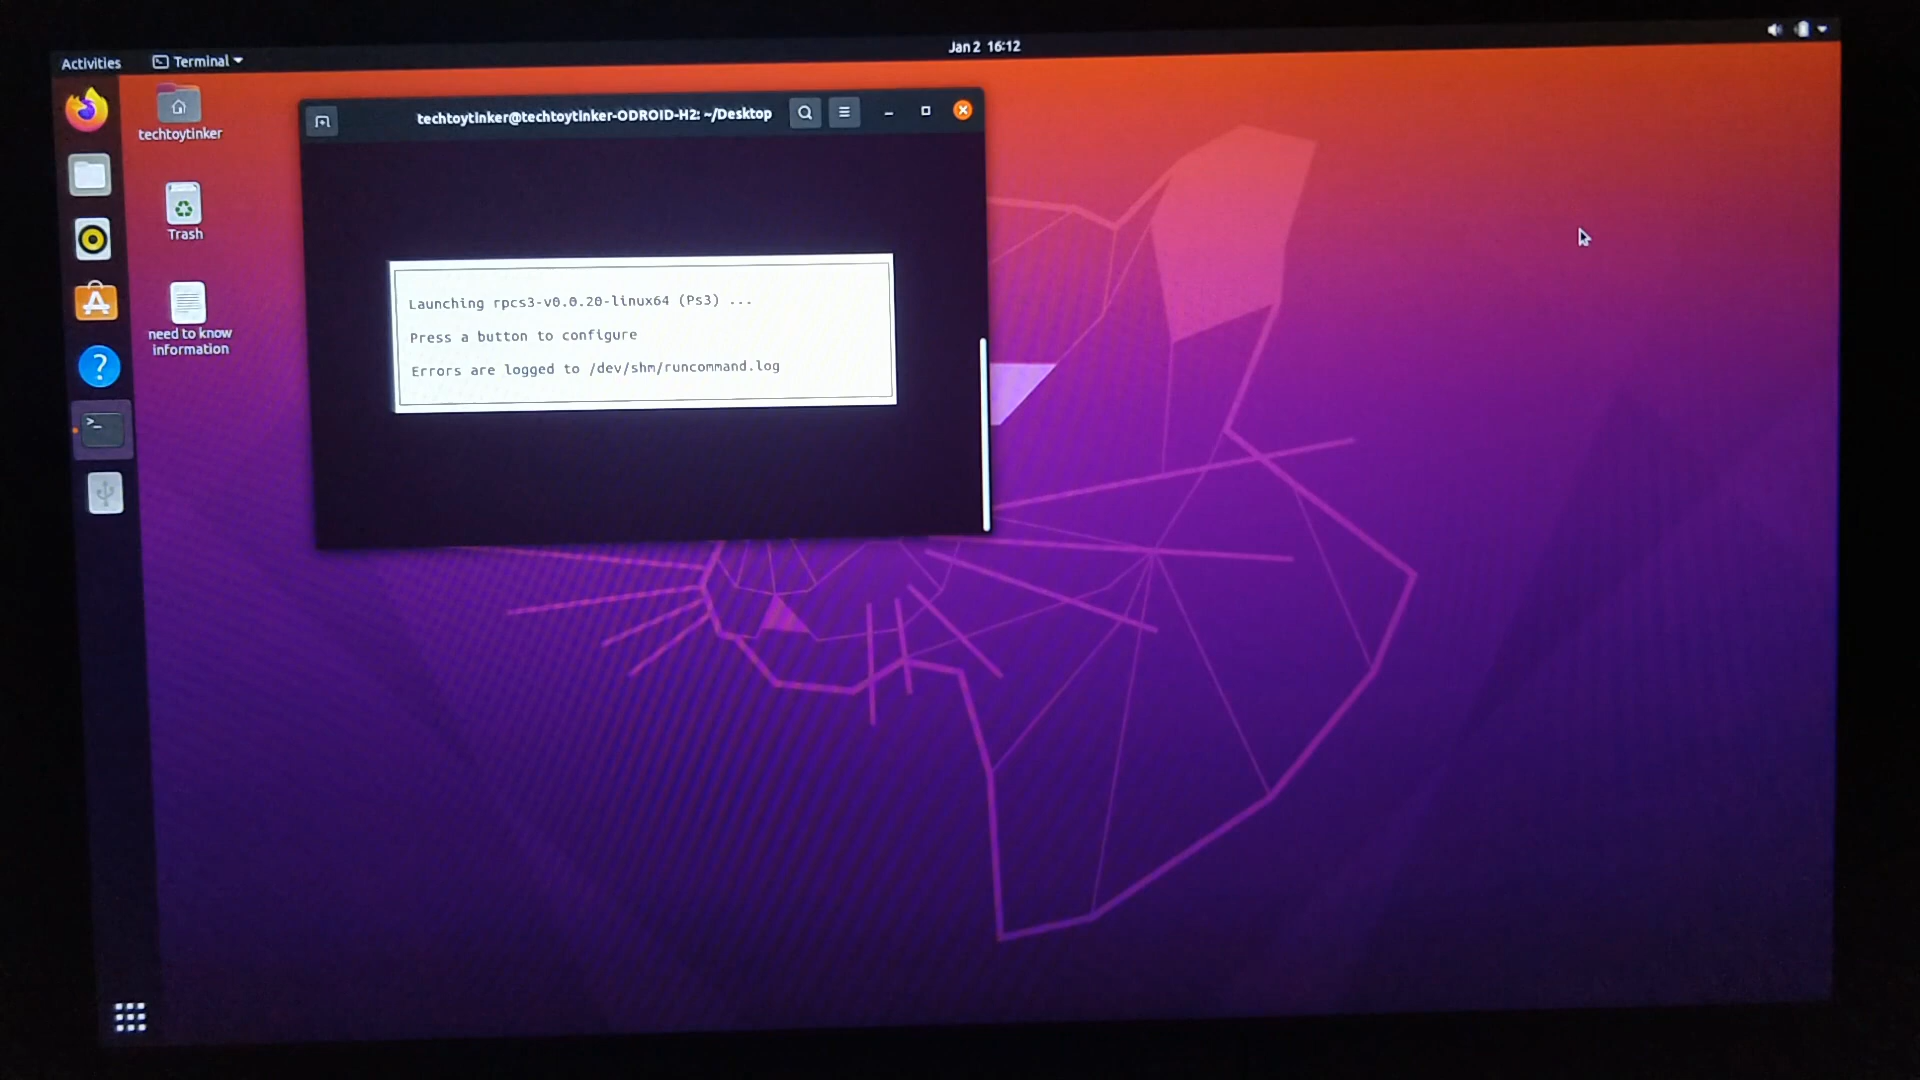 Activities
Terminal
Jan 2 16:12
techtoytinker
Trash
need to know
information
techtoytinker@techtoytinker-ODROID-H2: ~/Desktop
Launching rpcs3-v0.0.20-linux64 (Ps3) ...
Press a button to configure
Errors are logged to /dev/shm/runcommand.log